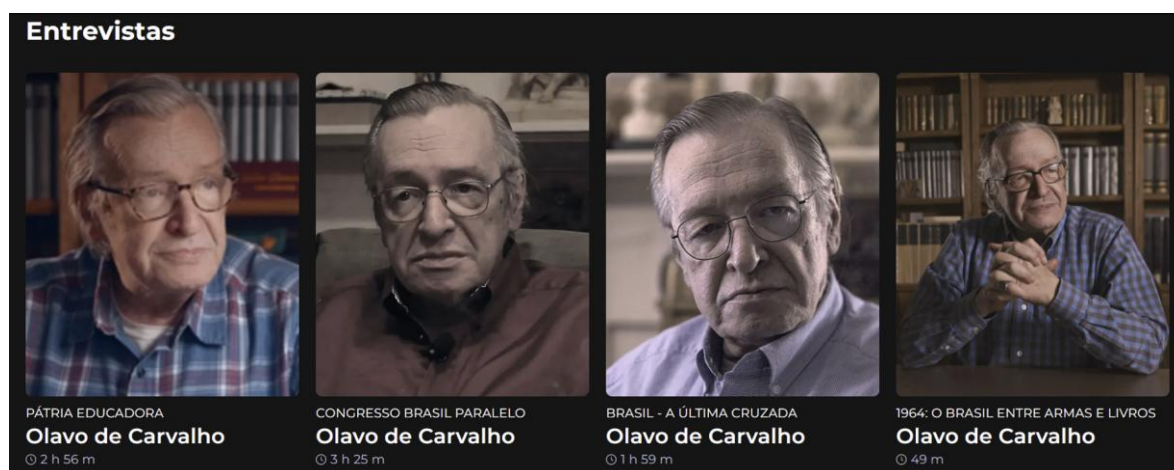 Entrevistas
PÁTRIA EDUCADORA
Olavo de Carvalho
2 h 56 m
CONGRESSO BRASIL PARALELO
Olavo de Carvalho
3 h 25 m
BRASIL - A ÚLTIMA CRUZADA
Olavo de Carvalho
1 h 59 m
1964: O BRASIL ENTRE ARMAS E LIVROS
Olavo de Carvalho
49 m